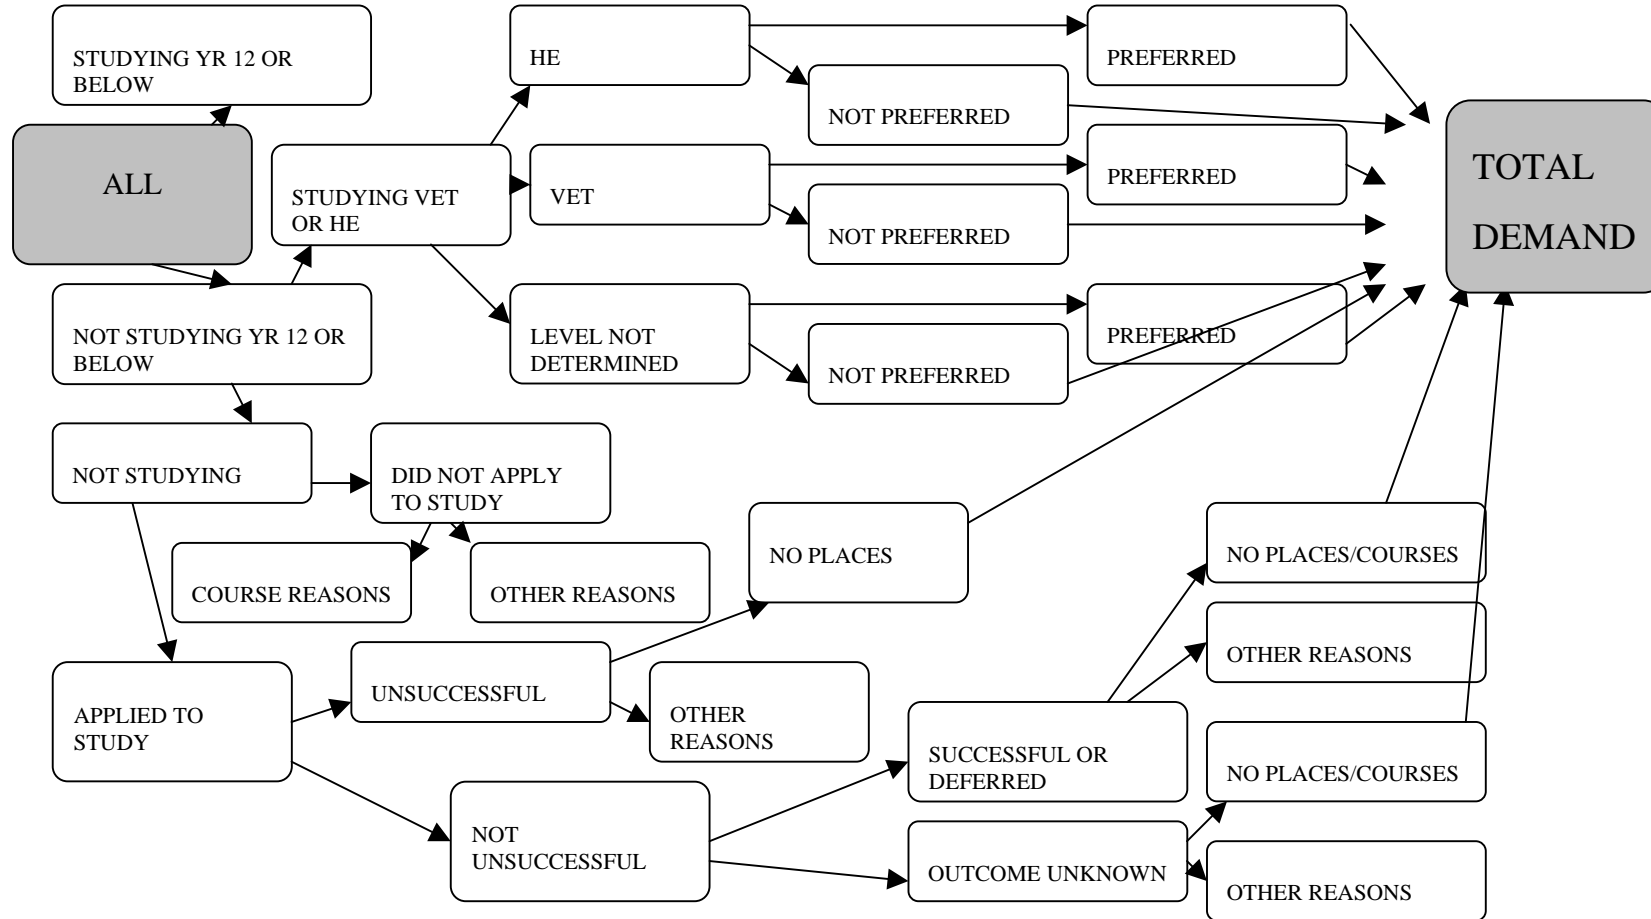 STUDYING YR 12 OR
BELOW
HE
PREFERRED
NOT PREFERRED
ALL
STUDYING VET
OR HE
VET
PREFERRED
NOT PREFERRED
TOTAL
DEMAND
NOT STUDYING YR 12 OR
BELOW
LEVEL NOT
DETERMINED
PREFERRED
NOT PREFERRED
NOT STUDYING
DID NOT APPLY
TO STUDY
COURSE REASONS
OTHER REASONS
NO PLACES
NO PLACES/COURSES
OTHER REASONS
APPLIED TO
STUDY
UNSUCCESSFUL
OTHER
REASONS
SUCCESSFUL OR
DEFERRED
NO PLACES/COURSES
NOT
UNSUCCESSFUL
OUTCOME UNKNOWN
OTHER REASONS